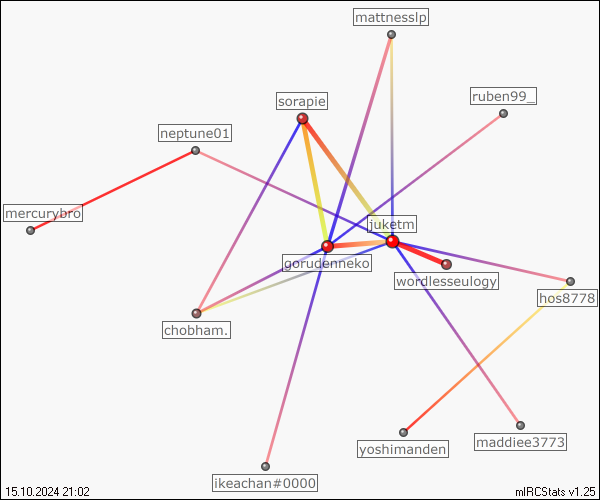 mattnesslp
ruben99_
sorapie
neptune01
mercurybro
juketm
gorudenneko
wordlesseulogy
hos8778
chobham.
maddiee3773
yoshimanden
ikeachan#0000
15.10.2024 21:02
mIRCStats v1.25